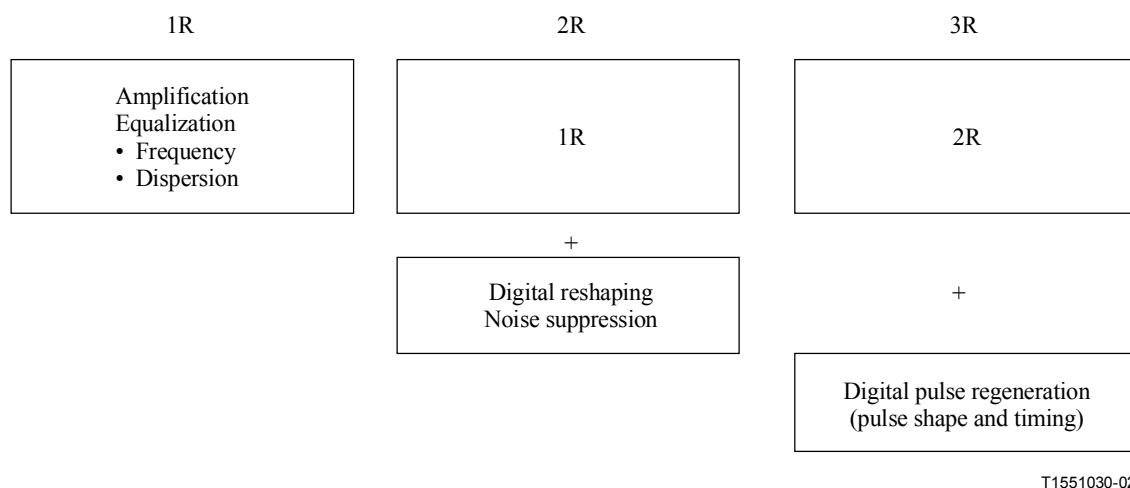 1R
2R
3R
Amplification
Equalization
• Frequency
• Dispersion
1R
2R
+
Digital reshaping
Noise suppression
+
Digital pulse regeneration
(pulse shape and timing)
T1551030-02